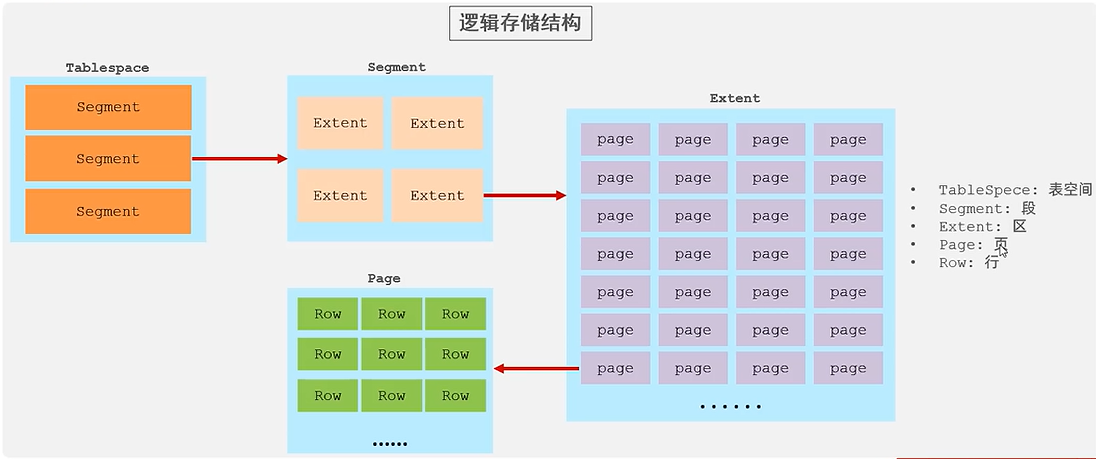 逻辑存储结构
Tablespace
Segment
Segment
Segment
Segment
Extent Extent
Extent Extent
Extent
page page page page
page page page page
page page page page
page page page page
page page page page
page page page page
page page page page
......
Page
Row Row Row
Row Row Row
Row Row Row
......
• TableSpece: 表空间
• Segment: 段
• Extent: 区
• Page: 页
• Row: 行